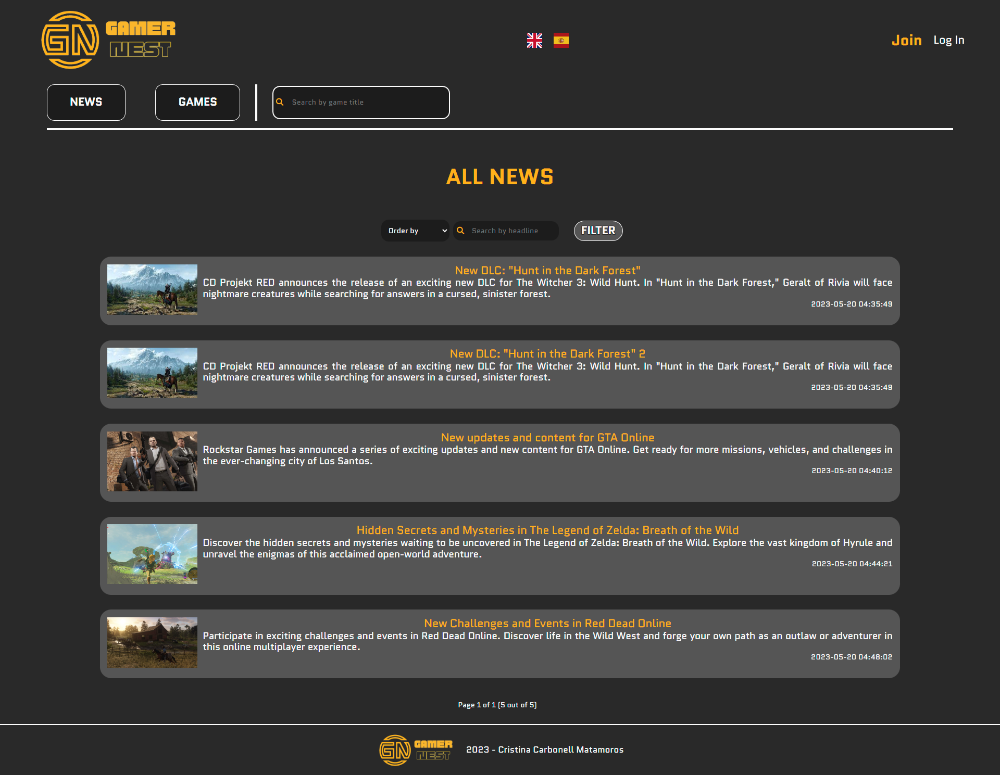 GN GAMER
NEST
Join Log In
NEWS GAMES Search by game title
ALL NEWS
Order by Search by headline FILTER
New DLC: "Hunt in the Dark Forest"
CD Projekt RED announces the release of an exciting new DLC for The Witcher 3: Wild Hunt. In "Hunt in the Dark Forest," Geralt of Rivia will face
nightmare creatures while searching for answers in a cursed, sinister forest.
2023-05-20 04:35:49
New DLC: "Hunt in the Dark Forest" 2
CD Projekt RED announces the release of an exciting new DLC for The Witcher 3: Wild Hunt. In "Hunt in the Dark Forest," Geralt of Rivia will face
nightmare creatures while searching for answers in a cursed, sinister forest.
2023-05-20 04:35:49
New updates and content for GTA Online
Rockstar Games has announced a series of exciting updates and new content for GTA Online. Get ready for more missions, vehicles, and challenges in
the ever-changing city of Los Santos.
2023-05-20 04:40:12
Hidden Secrets and Mysteries in The Legend of Zelda: Breath of the Wild
Discover the hidden secrets and mysteries waiting to be uncovered in The Legend of Zelda: Breath of the Wild. Explore the vast kingdom of Hyrule and
unravel the enigmas of this acclaimed open-world adventure.
2023-05-20 04:44:21
New Challenges and Events in Red Dead Online
Participate in exciting challenges and events in Red Dead Online. Discover life in the Wild West and forge your own path as an outlaw or adventurer in
this online multiplayer experience.
2023-05-20 04:48:02
Page 1 of 1 (5 out of 5)
GN GAMER
NEST
2023 - Cristina Carbonell Matamoros